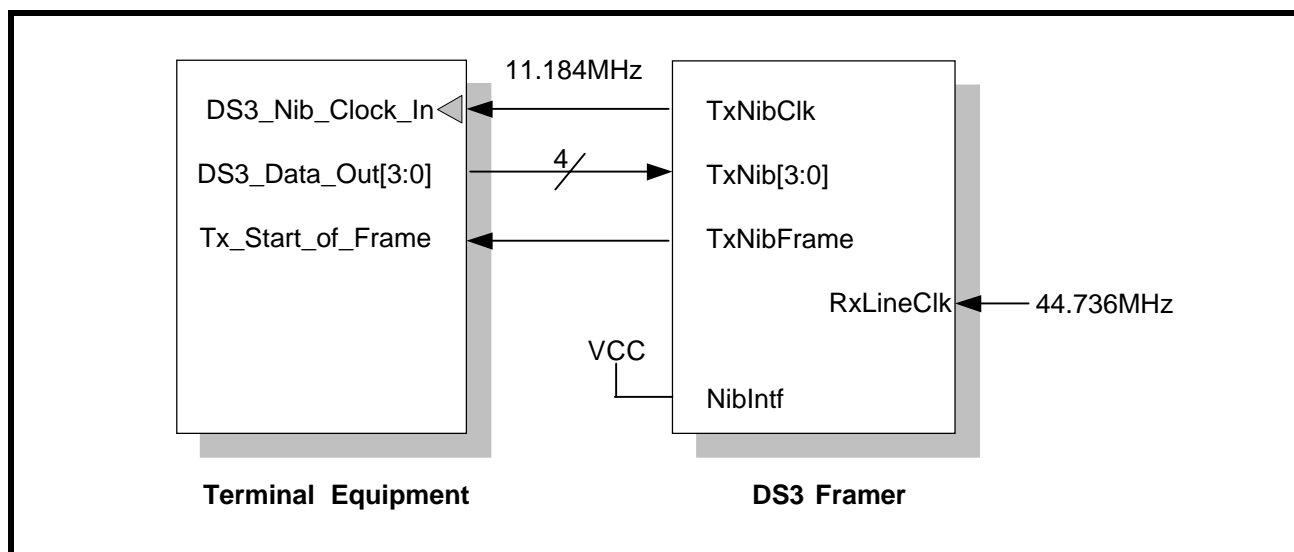 11.184MHz
DS3_Nib_Clock_In
TxNibClk
DS3_Data_Out[3:0]
4
TxNib[3:0]
Tx_Start_of_Frame
TxNibFrame
RxLineClk
44.736MHz
VCC
NibIntf
Terminal Equipment
DS3 Framer